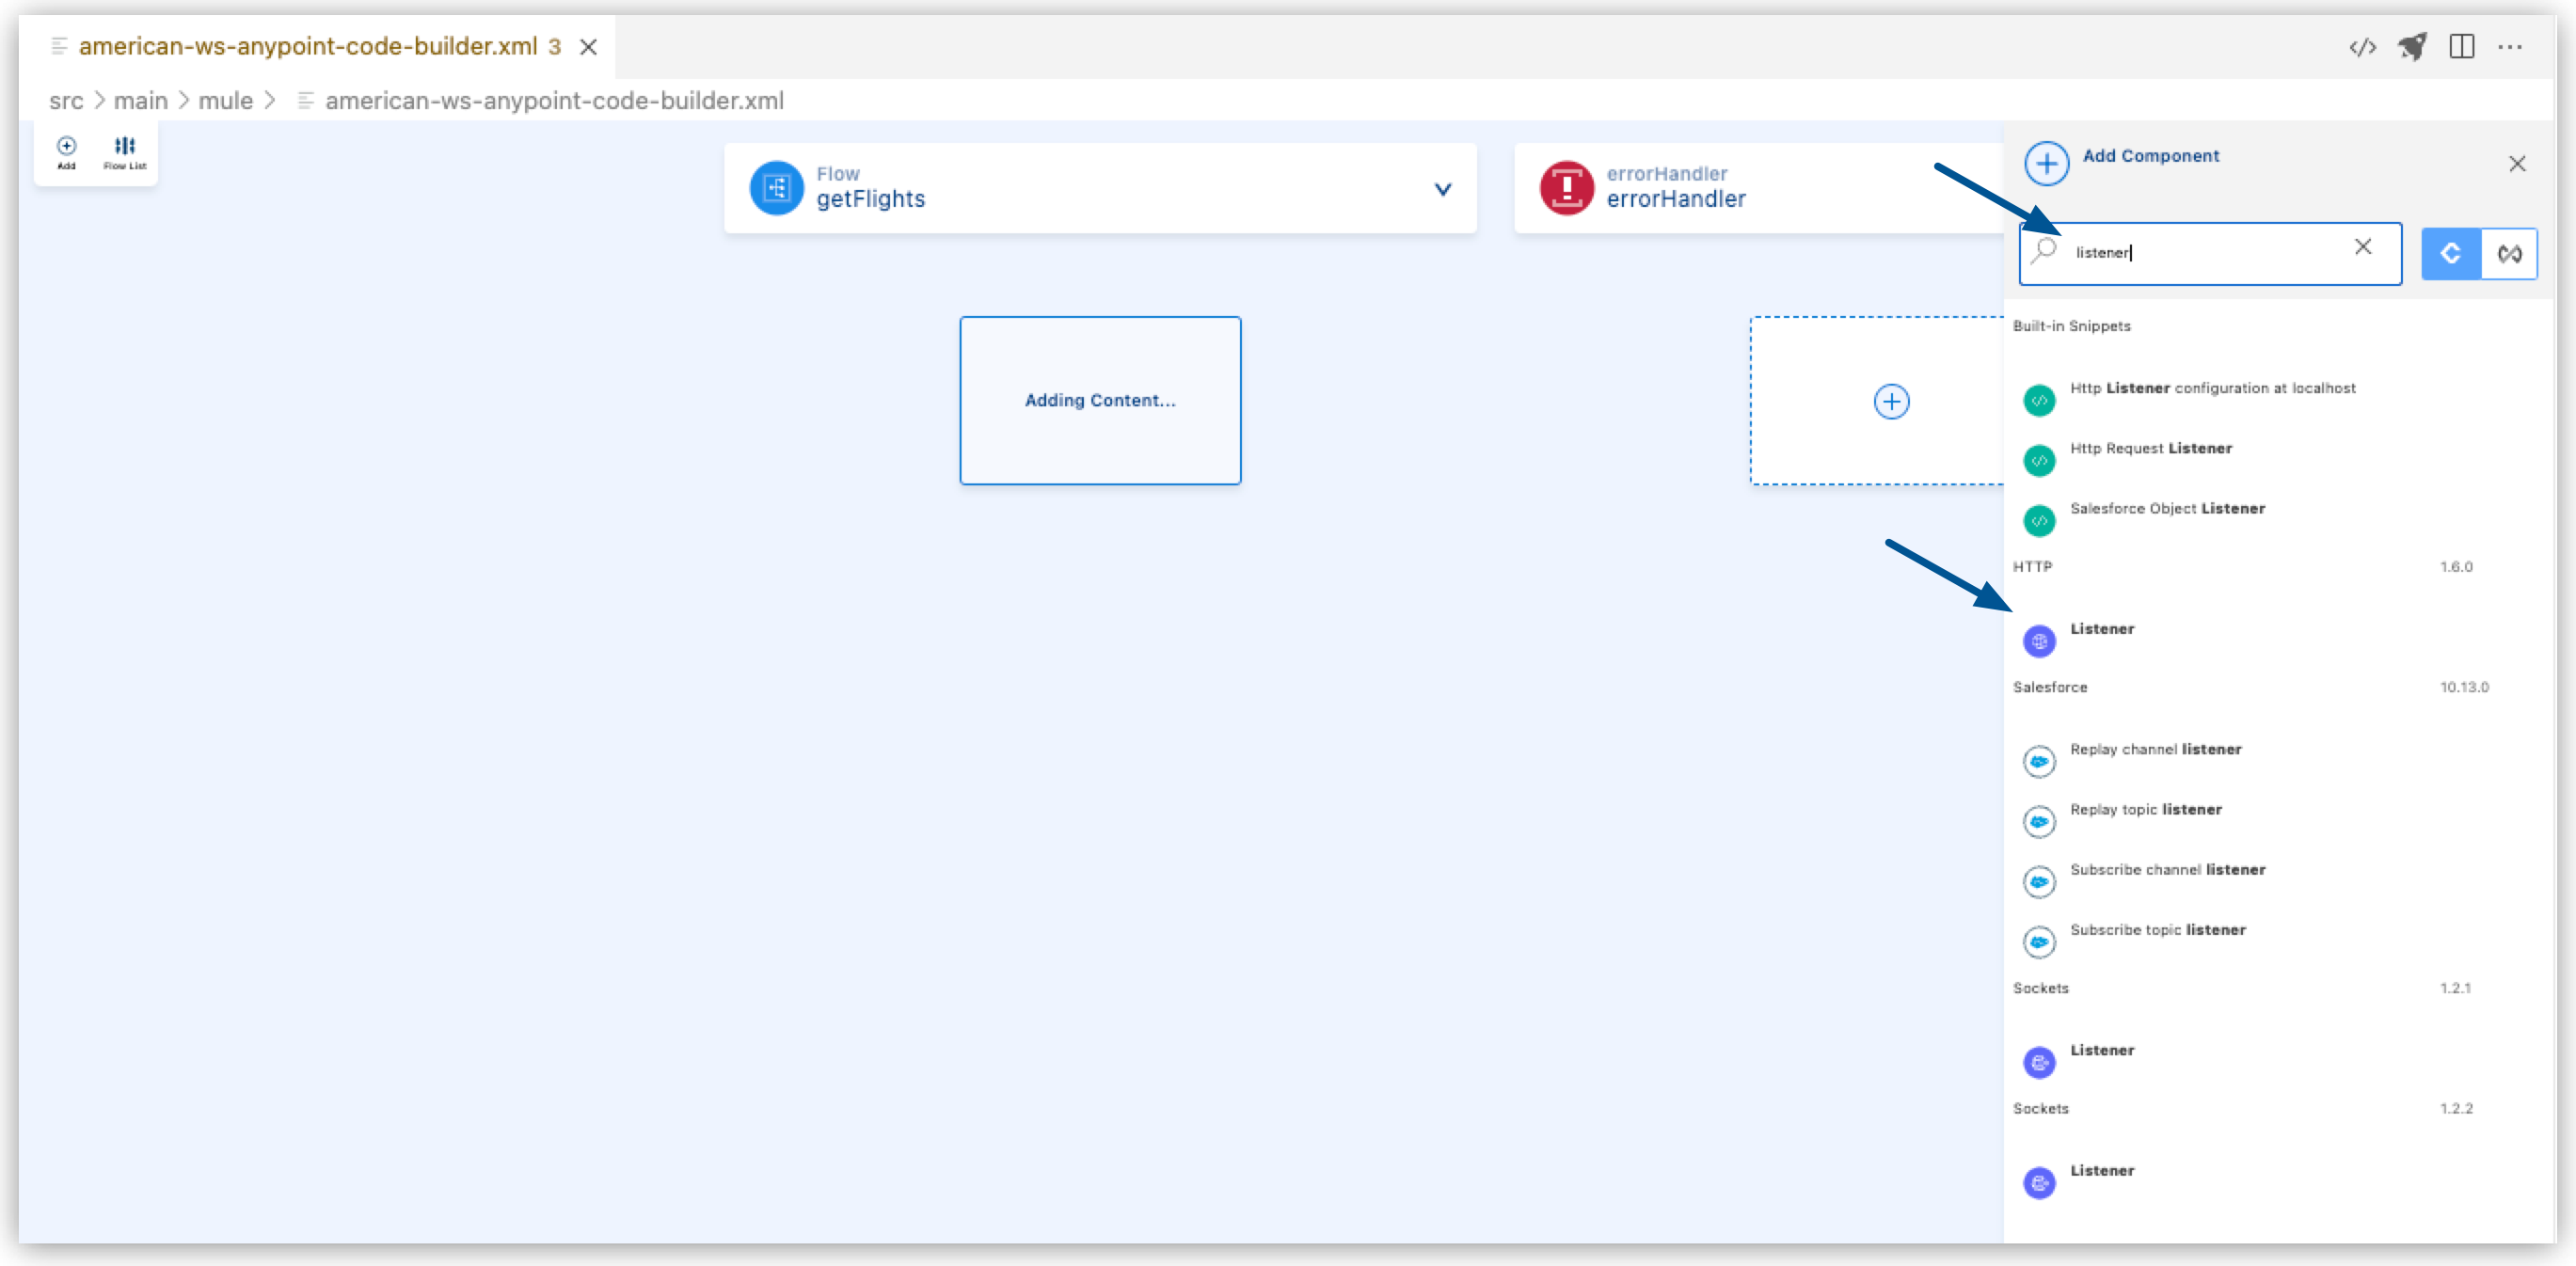 american-ws-anypoint-code-builder.xml 3
src > main > mule > american-ws-anypoint-code-builder.xml
Add
Flow List
Flow
getFlights
errorHandler
errorHandler
Adding Content...
Add Component
listener
Built-in Snippets
Http Listener configuration at localhost
Http Request Listener
Salesforce Object Listener
HTTP 1.6.0
Listener
Salesforce 10.13.0
Replay channel listener
Replay topic listener
Subscribe channel listener
Subscribe topic listener
Sockets 1.2.1
Listener
Sockets 1.2.2
Listener